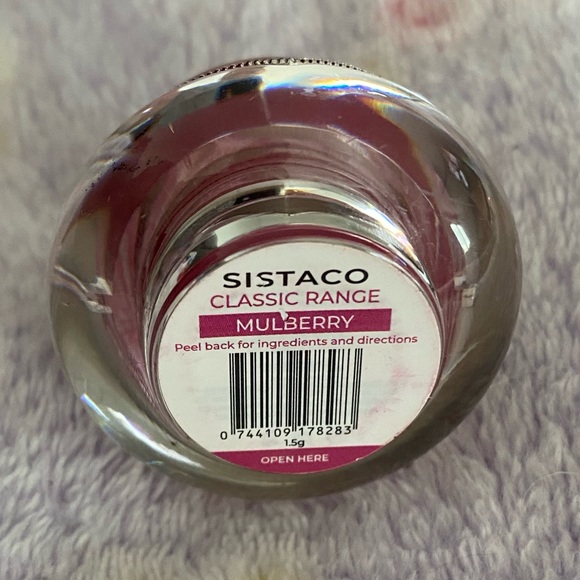 SISTACO
CLASSIC RANGE
MULBERRY
Peel back for ingredients and directions
0 744109 178283
1.5g
OPEN HERE